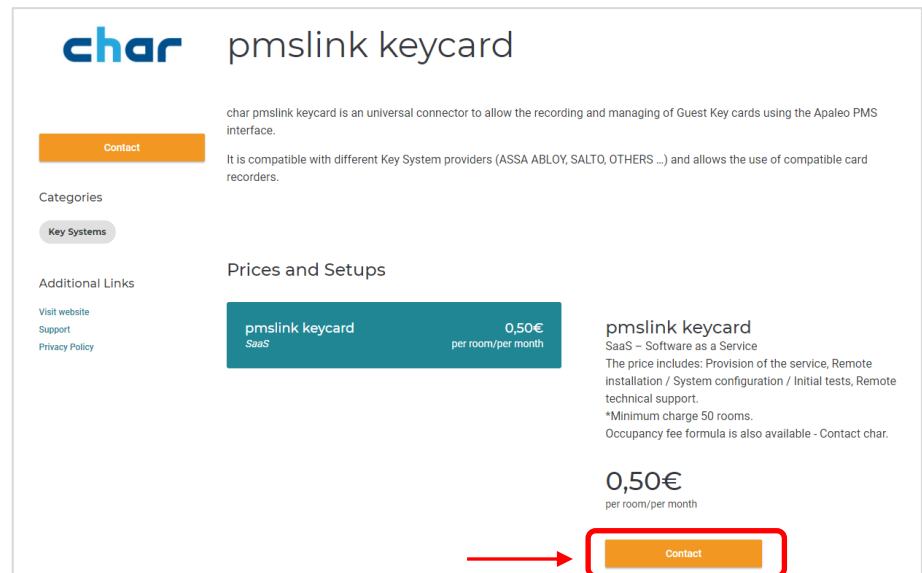 char
pmslink keycard
Contact
Categories
Key Systems
Additional Links
Visit website
Support
Privacy Policy
char pmslink keycard is an universal connector to allow the recording and managing of Guest Key cards using the Apaleo PMS
interface.
It is compatible with different Key System providers (ASSA ABLOY, SALTO, OTHERS ...) and allows the use of compatible card
recorders.
Prices and Setups
pmslink keycard 0,50€
SaaS per room/per month
pmslink keycard
SaaS – Software as a Service
The price includes: Provision of the service, Remote
installation / System configuration / Initial tests, Remote
technical support.
*Minimum charge 50 rooms.
Occupancy fee formula is also available - Contact char.
0,50€
per room/per month
Contact